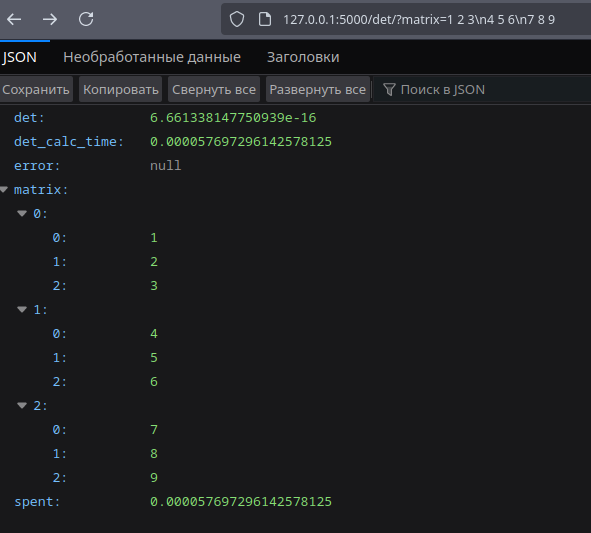 127.0.0.1:5000/det/?matrix=1 2 3\n4 5 6\n7 8 9
JSON Необработанные данные Заголовки
Сохранить Копировать Свернуть все Развернуть все Поиск в JSON
det: 6.661338147750939e-16
det_calc_time: 0.000057697296142578125
error: null
matrix:
0:
0: 1
1: 2
2: 3
1:
0: 4
1: 5
2: 6
2:
0: 7
1: 8
2: 9
spent: 0.000057697296142578125